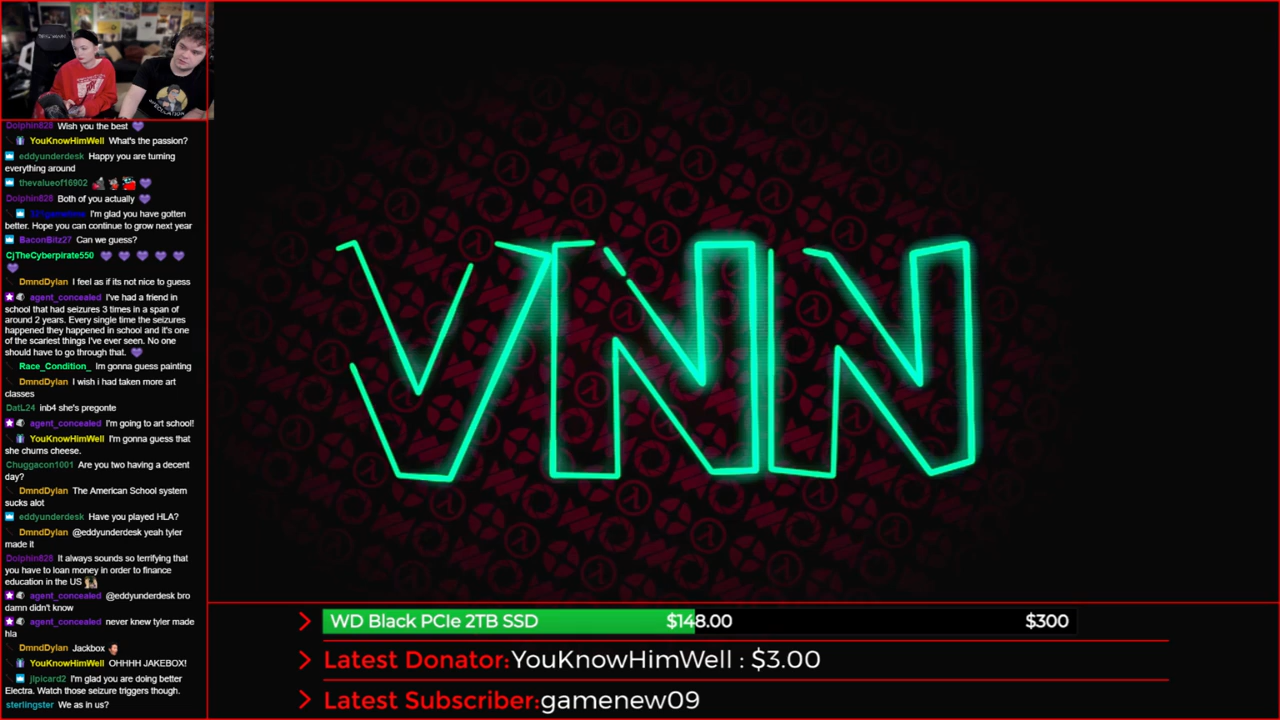 Dolphin828 Wish you the best
YouKnowHimWell What's the passion?
eddyunderdesk Happy you are turning
everything around
thevalueof16902
Dolphin828 Both of you actually
I'm glad you have gotten
better. Hope you can continue to grow next year
BaconBitz27 Can we guess?
CjTheCyberpirate550
DmndDylan I feel as if its not nice to guess
agent_concealed I've had a friend in
school that had seizures 3 times in a span of
around 2 years. Every single time the seizures
happened they happened in school and it's one
of the scariest things I've ever seen. No one
should have to go through that.
Race_Condition_ Im gonna guess painting
DmndDylan I wish i had taken more art
classes
DatL24 inb4 she's pregonte
agent_concealed I'm going to art school!
YouKnowHimWell I'm gonna guess that
she churns cheese.
Chuggacon1001 Are you two having a decent
day?
DmndDylan The American School system
sucks alot
eddyunderdesk Have you played HLA?
DmndDylan @eddyunderdesk yeah tyler
made it
Dolphin828 It always sounds so terrifying that
you have to loan money in order to finance
education in the US
agent_concealed @eddyunderdesk bro
damn didn't know
agent_concealed never knew tyler made
hla
DmndDylan Jackbox
YouKnowHimWell OHHHH JAKEBOX!
jlpicard2 I'm glad you are doing better
Electra. Watch those seizure triggers though.
sterlingster We as in us?
VNN
WD Black PCIe 2TB SSD $148.00 $300
Latest Donator:YouKnowHimWell : $3.00
Latest Subscriber:gamenew09